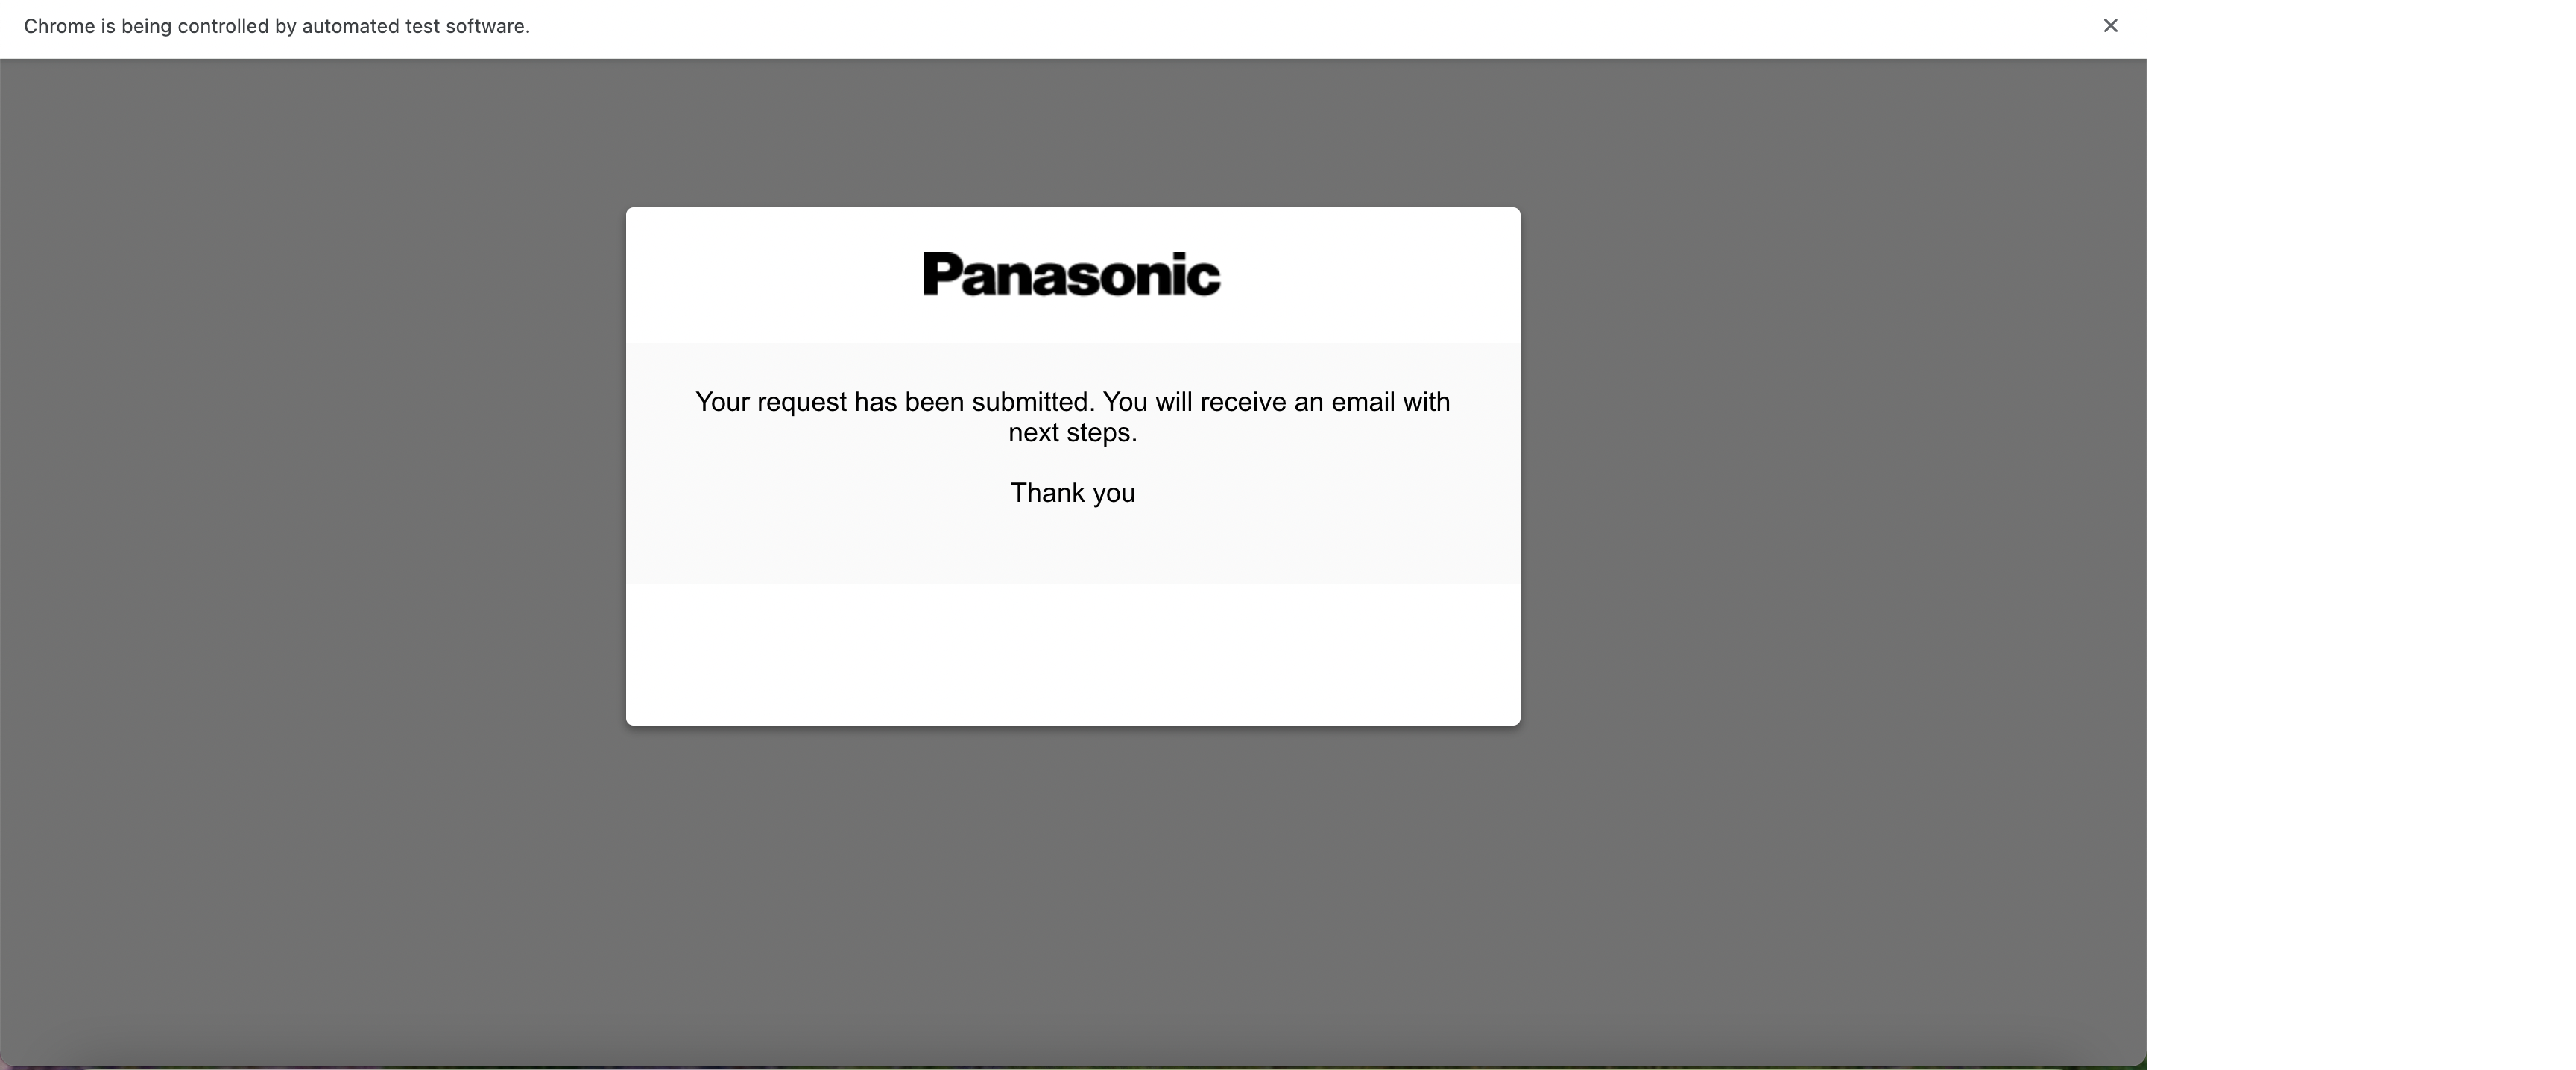 Chrome is being controlled by automated test software.
Panasonic
Your request has been submitted. You will receive an email with
next steps.
Thank you